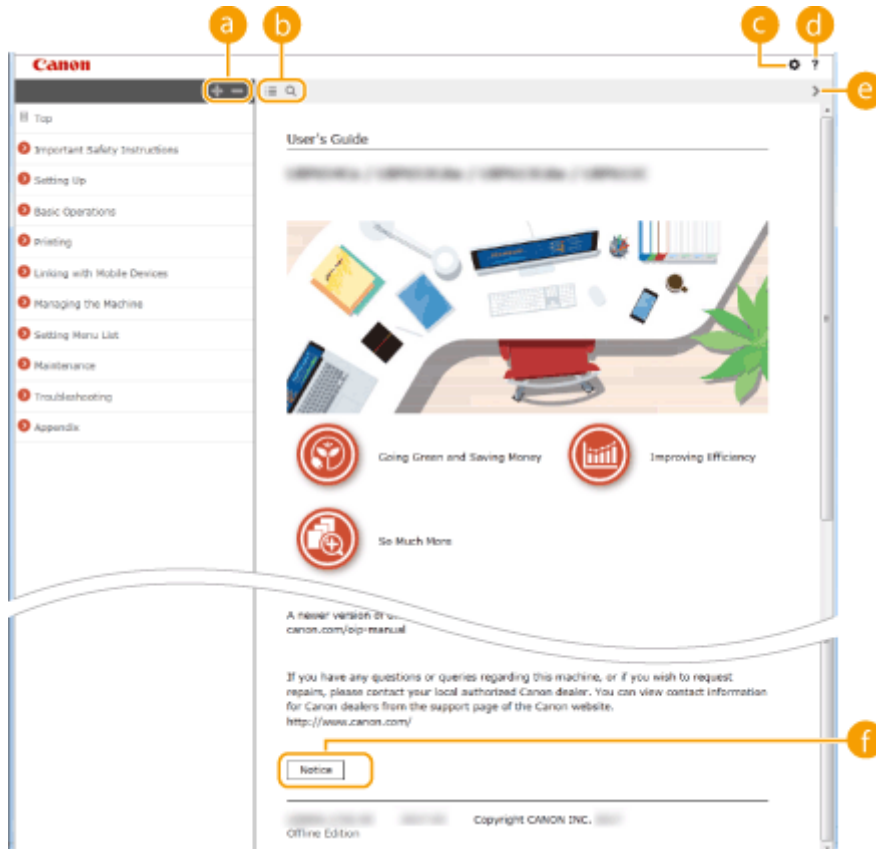 a
b
c
d
Canon
?
e
Top
Important Safety Instructions
Setting Up
Basic Operations
Printing
Linking with Mobile Devices
Managing the Machine
Setting Menu List
Maintenance
Troubleshooting
Appendix
User's Guide
Going Green and Saving Money
Improving Efficiency
So Much More
A newer version of
canon.com/oip-manual
If you have any questions or queries regarding this machine, or if you wish to request
repairs, please contact your local authorized Canon dealer. You can view contact information
for Canon dealers from the support page of the Canon website.
http://www.canon.com/
f
Notice
Copyright CANON INC.
Offline Edition